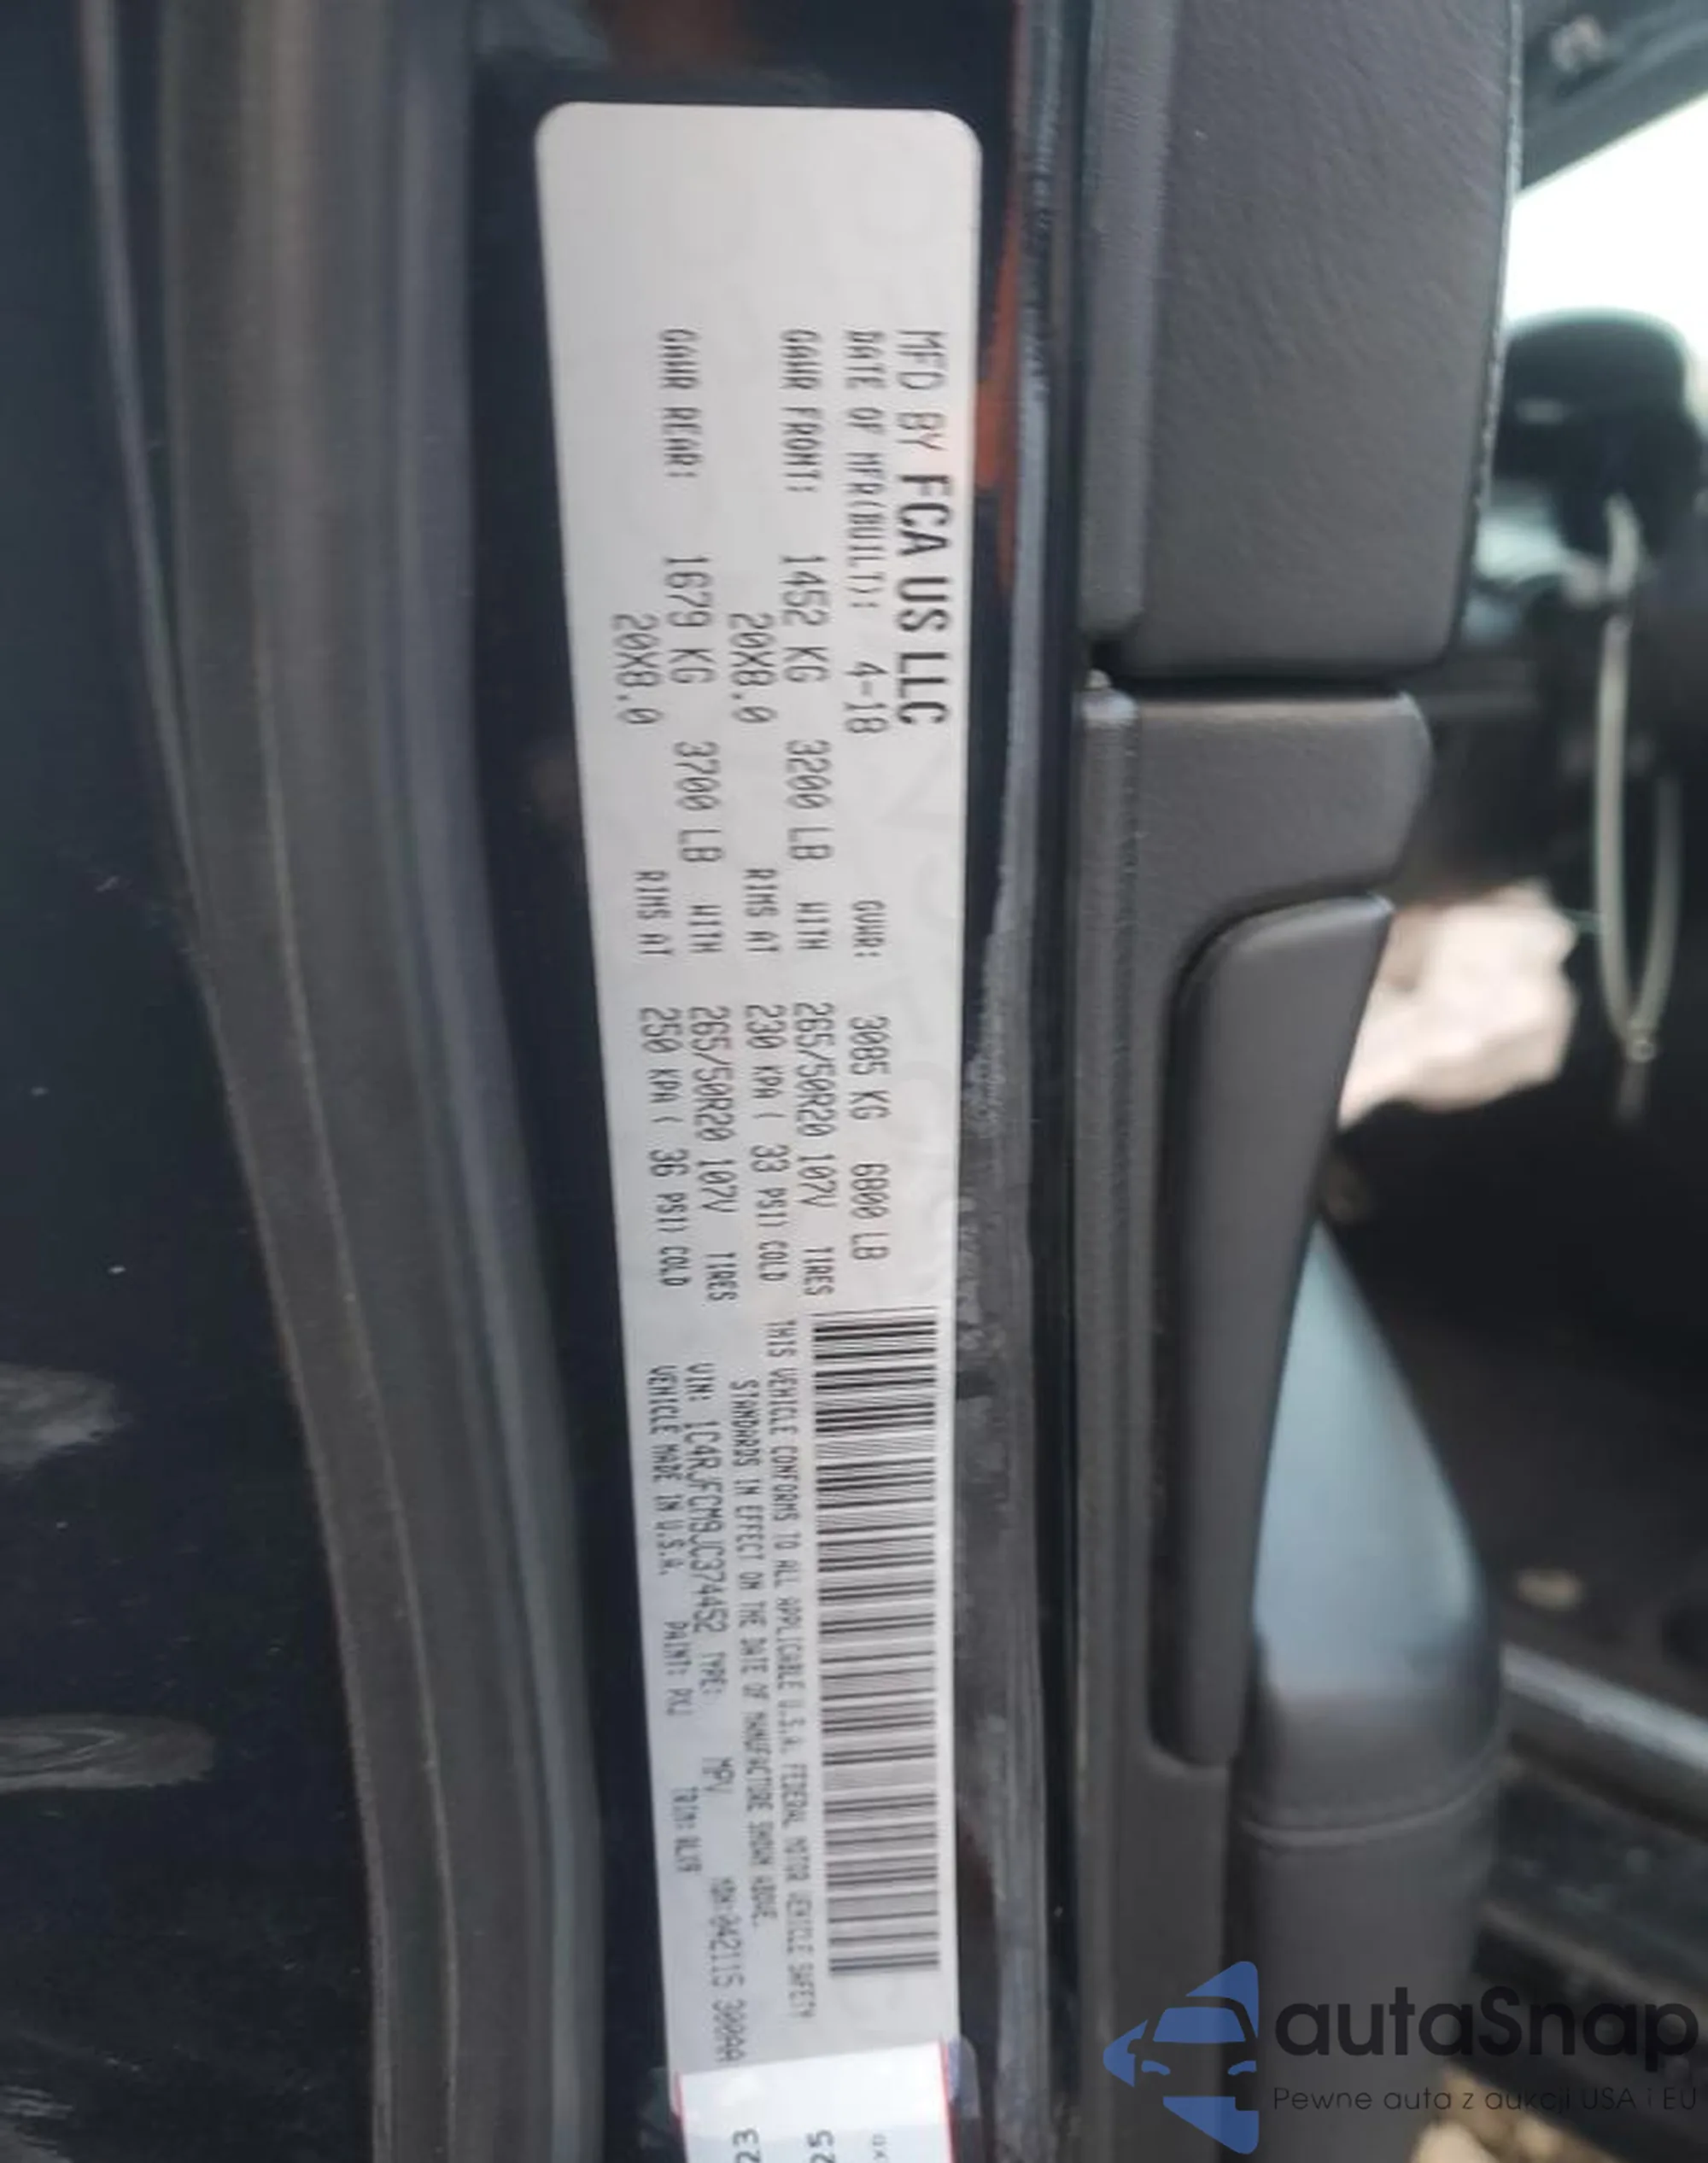 MFD BY FCA US LLC
DATE OF MFR(BUILT): 4-18 GVWR: 3085 KG 6800 LB
GAWR FRONT: 1452 KG 3200 LB WITH 265/50R20 107V TIRES
20X8.0 RIMS AT 230 KPA ( 33 PSI) COLD
GAWR REAR: 1679 KG 3700 LB WITH 265/50R20 107V TIRES
20X8.0 RIMS AT 250 KPA ( 36 PSI) COLD
THIS VEHICLE CONFORMS TO ALL APPLICABLE U.S.A. FEDERAL MOTOR VEHICLE SAFETY
STANDARDS IN EFFECT ON THE DATE OF MANUFACTURE SHOWN ABOVE.
VIN: 1C4RJFCM9JC374452 TYPE: MPV
VEHICLE MADE IN U.S.A. PAINT: PXJ TRIM:
25
23
autaSnap
Pewne auta z aukcji USA i EU